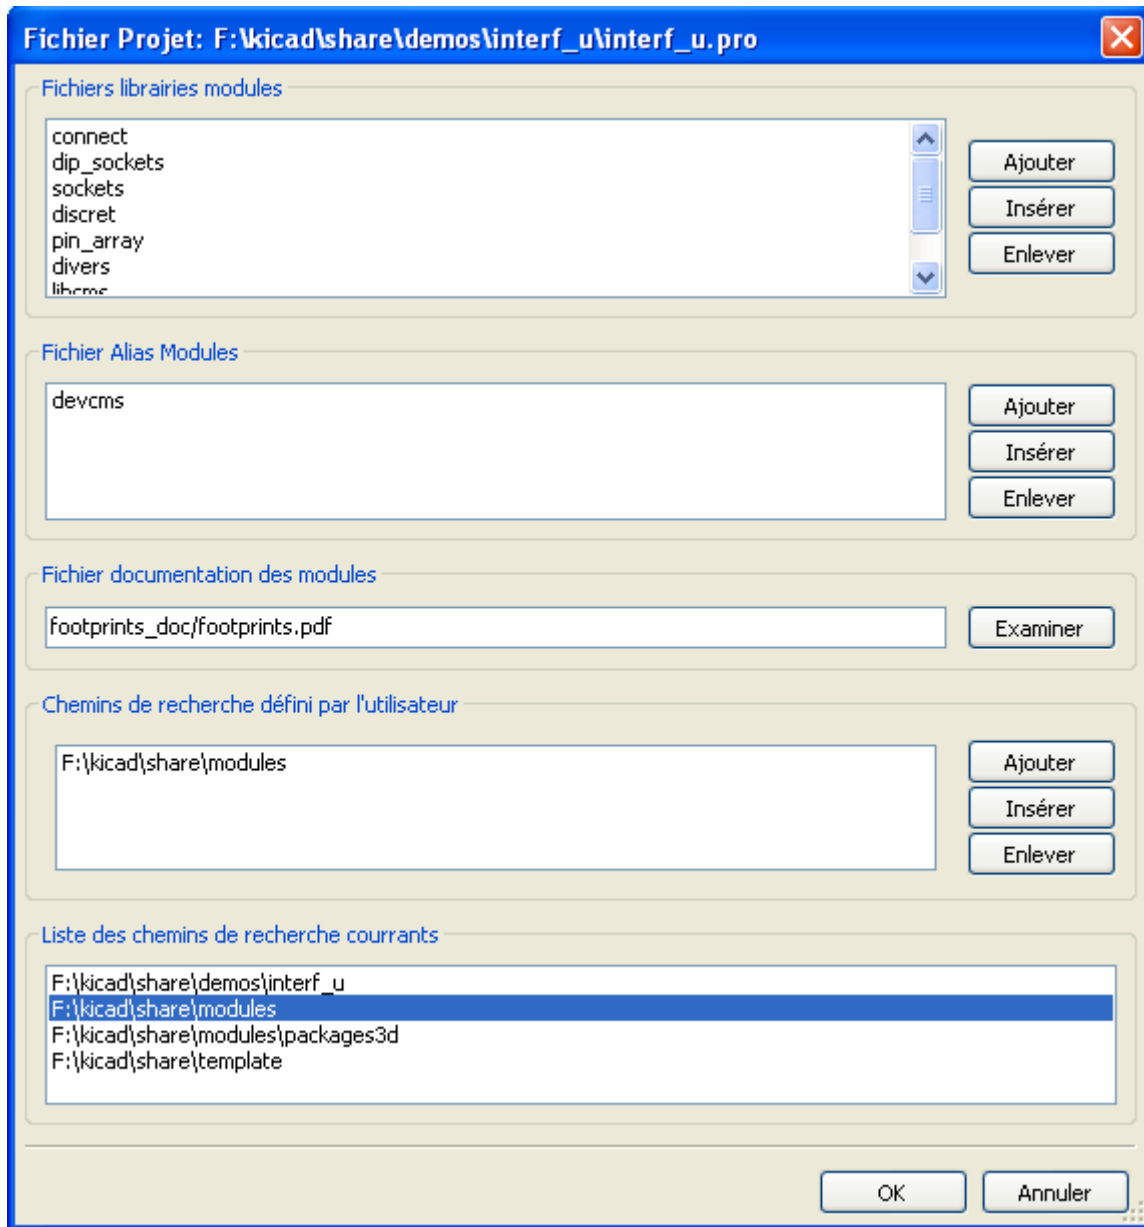 Fichier Projet: F:\kicad\share\demos\interf_u\interf_u.pro
Fichiers librairies modules
connect
dip_sockets
sockets
discret
pin_array
divers
libcms
Ajouter
Insérer
Enlever
Fichier Alias Modules
devcms
Ajouter
Insérer
Enlever
Fichier documentation des modules
footprints_doc/footprints.pdf
Examiner
Chemins de recherche défini par l'utilisateur
F:\kicad\share\modules
Ajouter
Insérer
Enlever
Liste des chemins de recherche courrants
F:\kicad\share\demos\interf_u
F:\kicad\share\modules
F:\kicad\share\modules\packages3d
F:\kicad\share\template
OK
Annuler